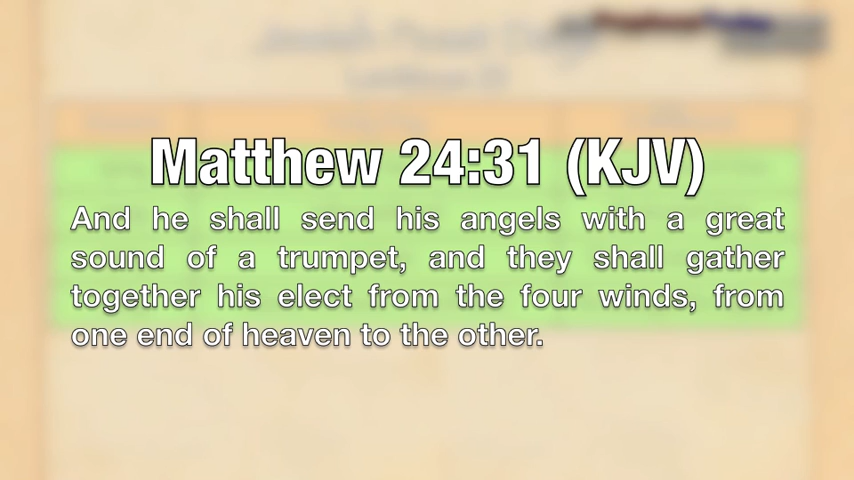 Matthew 24:31 (KJV)
And he shall send his angels with a great
sound of a trumpet, and they shall gather
together his elect from the four winds, from
one end of heaven to the other.